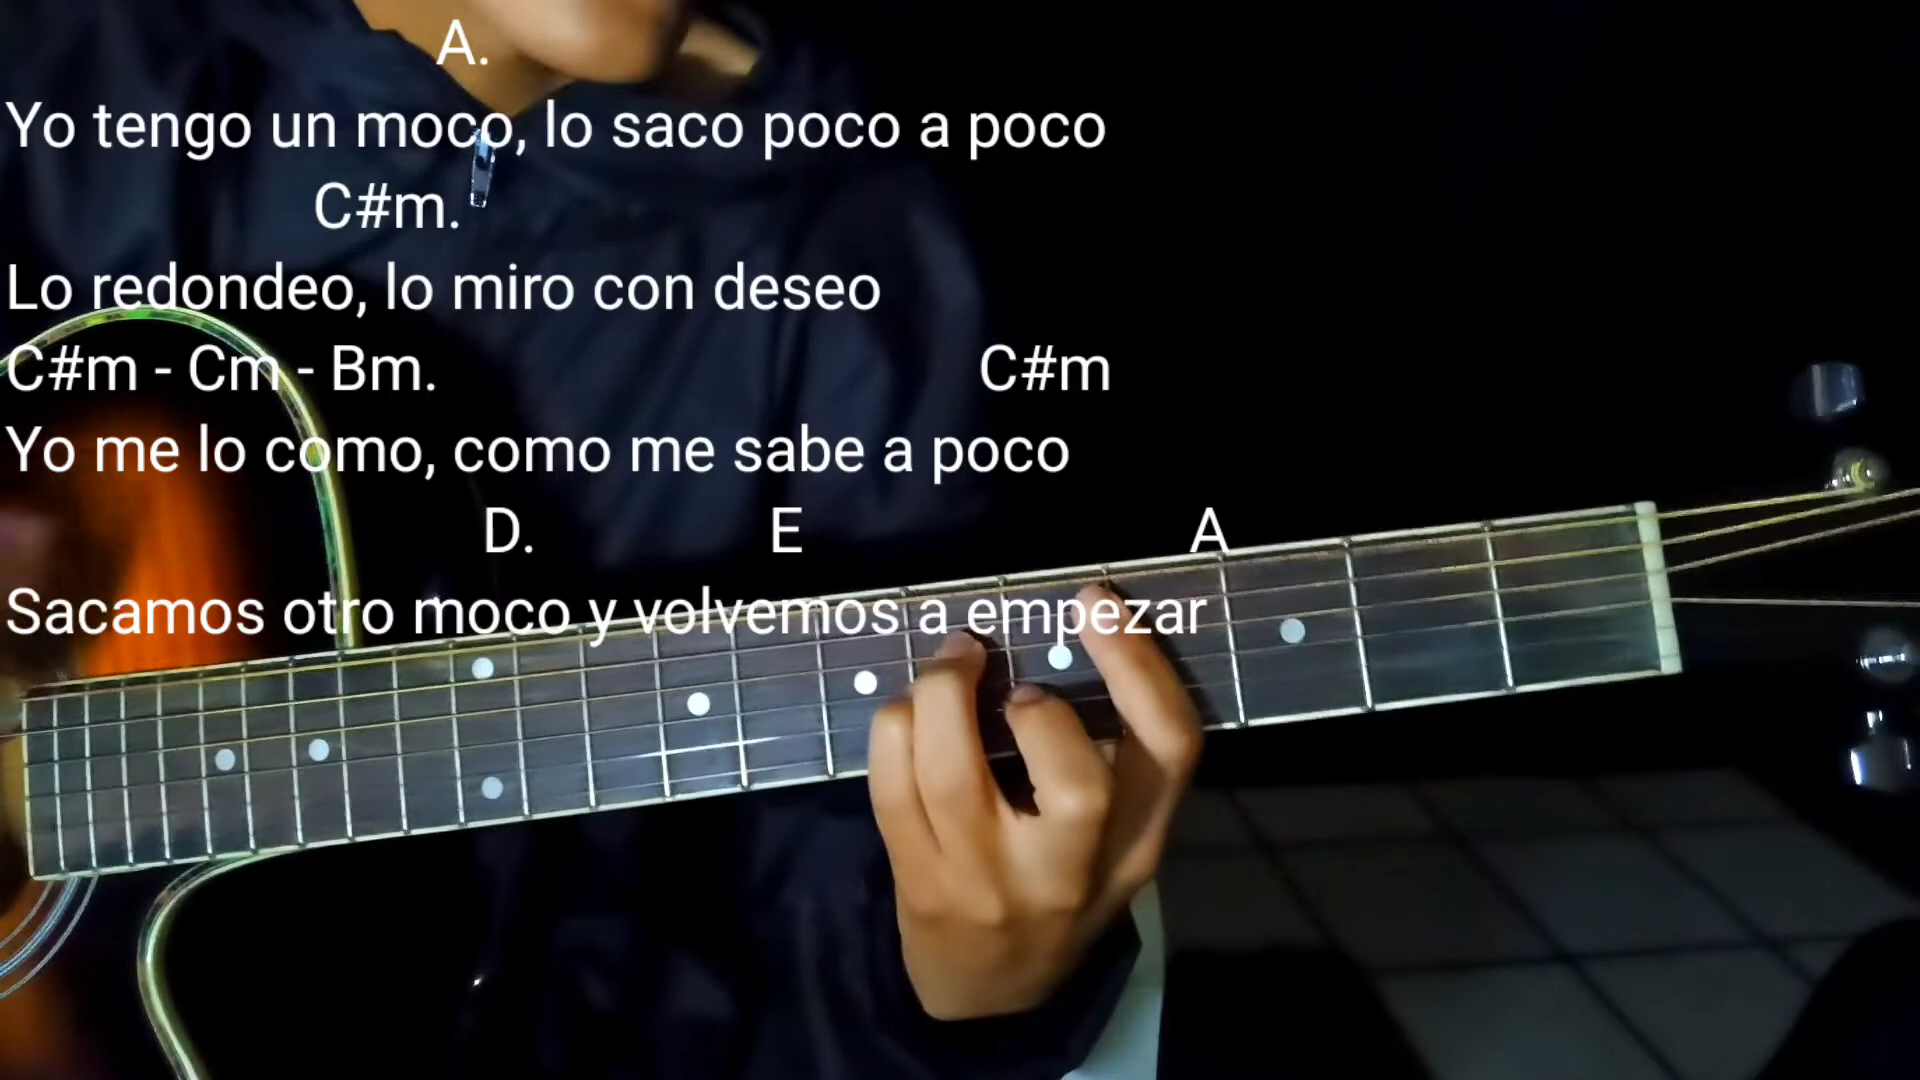 A.
Yo tengo un moco, lo saco poco a poco
C#m.
Lo redondeo, lo miro con deseo
C#m - Cm - Bm. C#m
Yo me lo como, como me sabe a poco
D. E A
Sacamos otro moco y volvemos a empezar